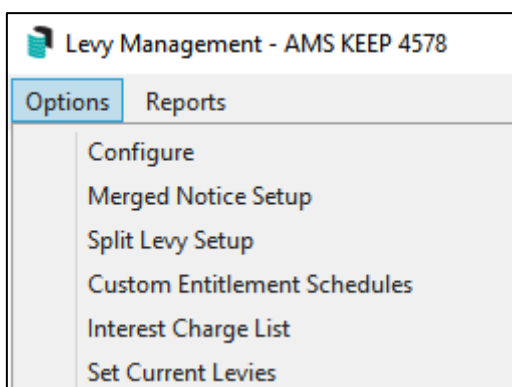 Levy Management - AMS KEEP 4578
Options Reports
Configure
Merged Notice Setup
Split Levy Setup
Custom Entitlement Schedules
Interest Charge List
Set Current Levies